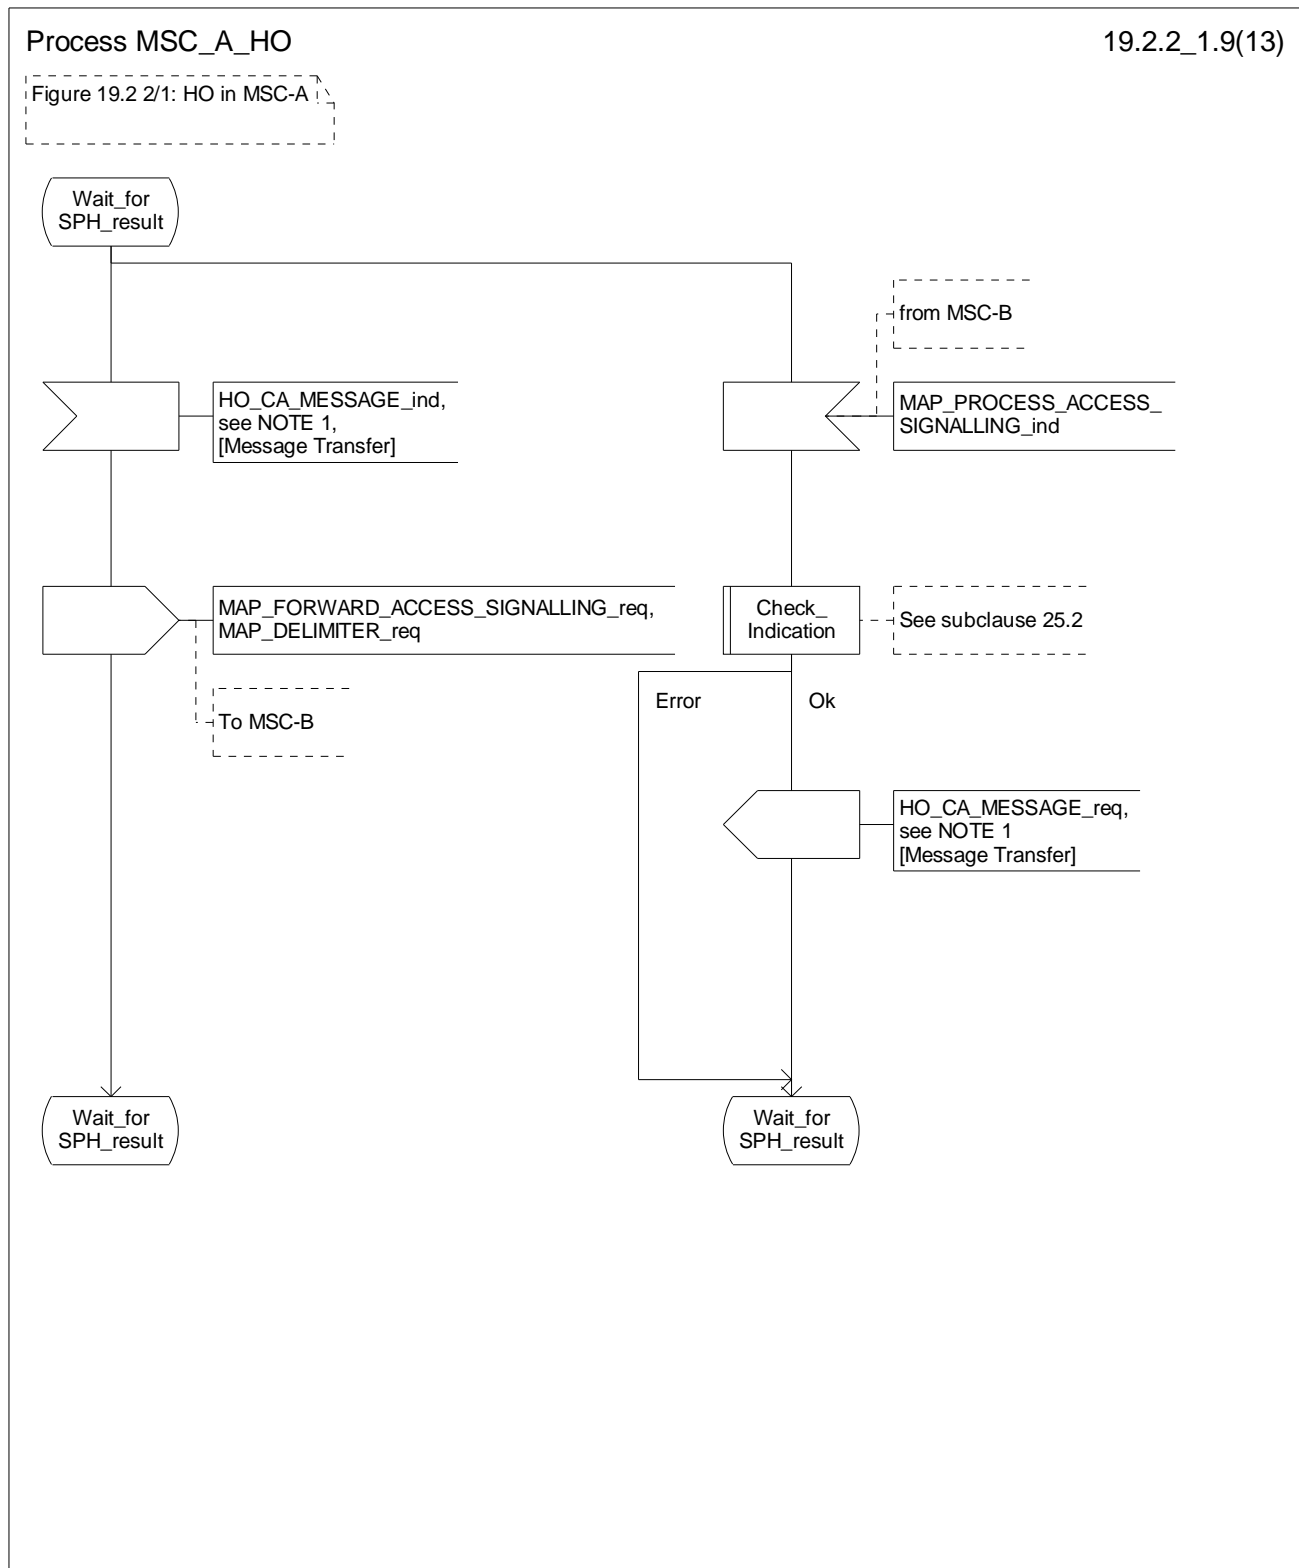 Process MSC_A_HO
19.2.2_1.9(13)
Figure 19.2 2/1: HO in MSC-A
Wait_for
SPH_result
from MSC-B
HO_CA_MESSAGE_ind,
see NOTE 1,
[Message Transfer]
MAP_PROCESS_ACCESS_
SIGNALLING_ind
MAP_FORWARD_ACCESS_SIGNALLING_req,
MAP_DELIMITER_req
Check_
Indication
See subclause 25.2
To MSC-B
Error
Ok
HO_CA_MESSAGE_req,
see NOTE 1
[Message Transfer]
Wait_for
SPH_result
Wait_for
SPH_result